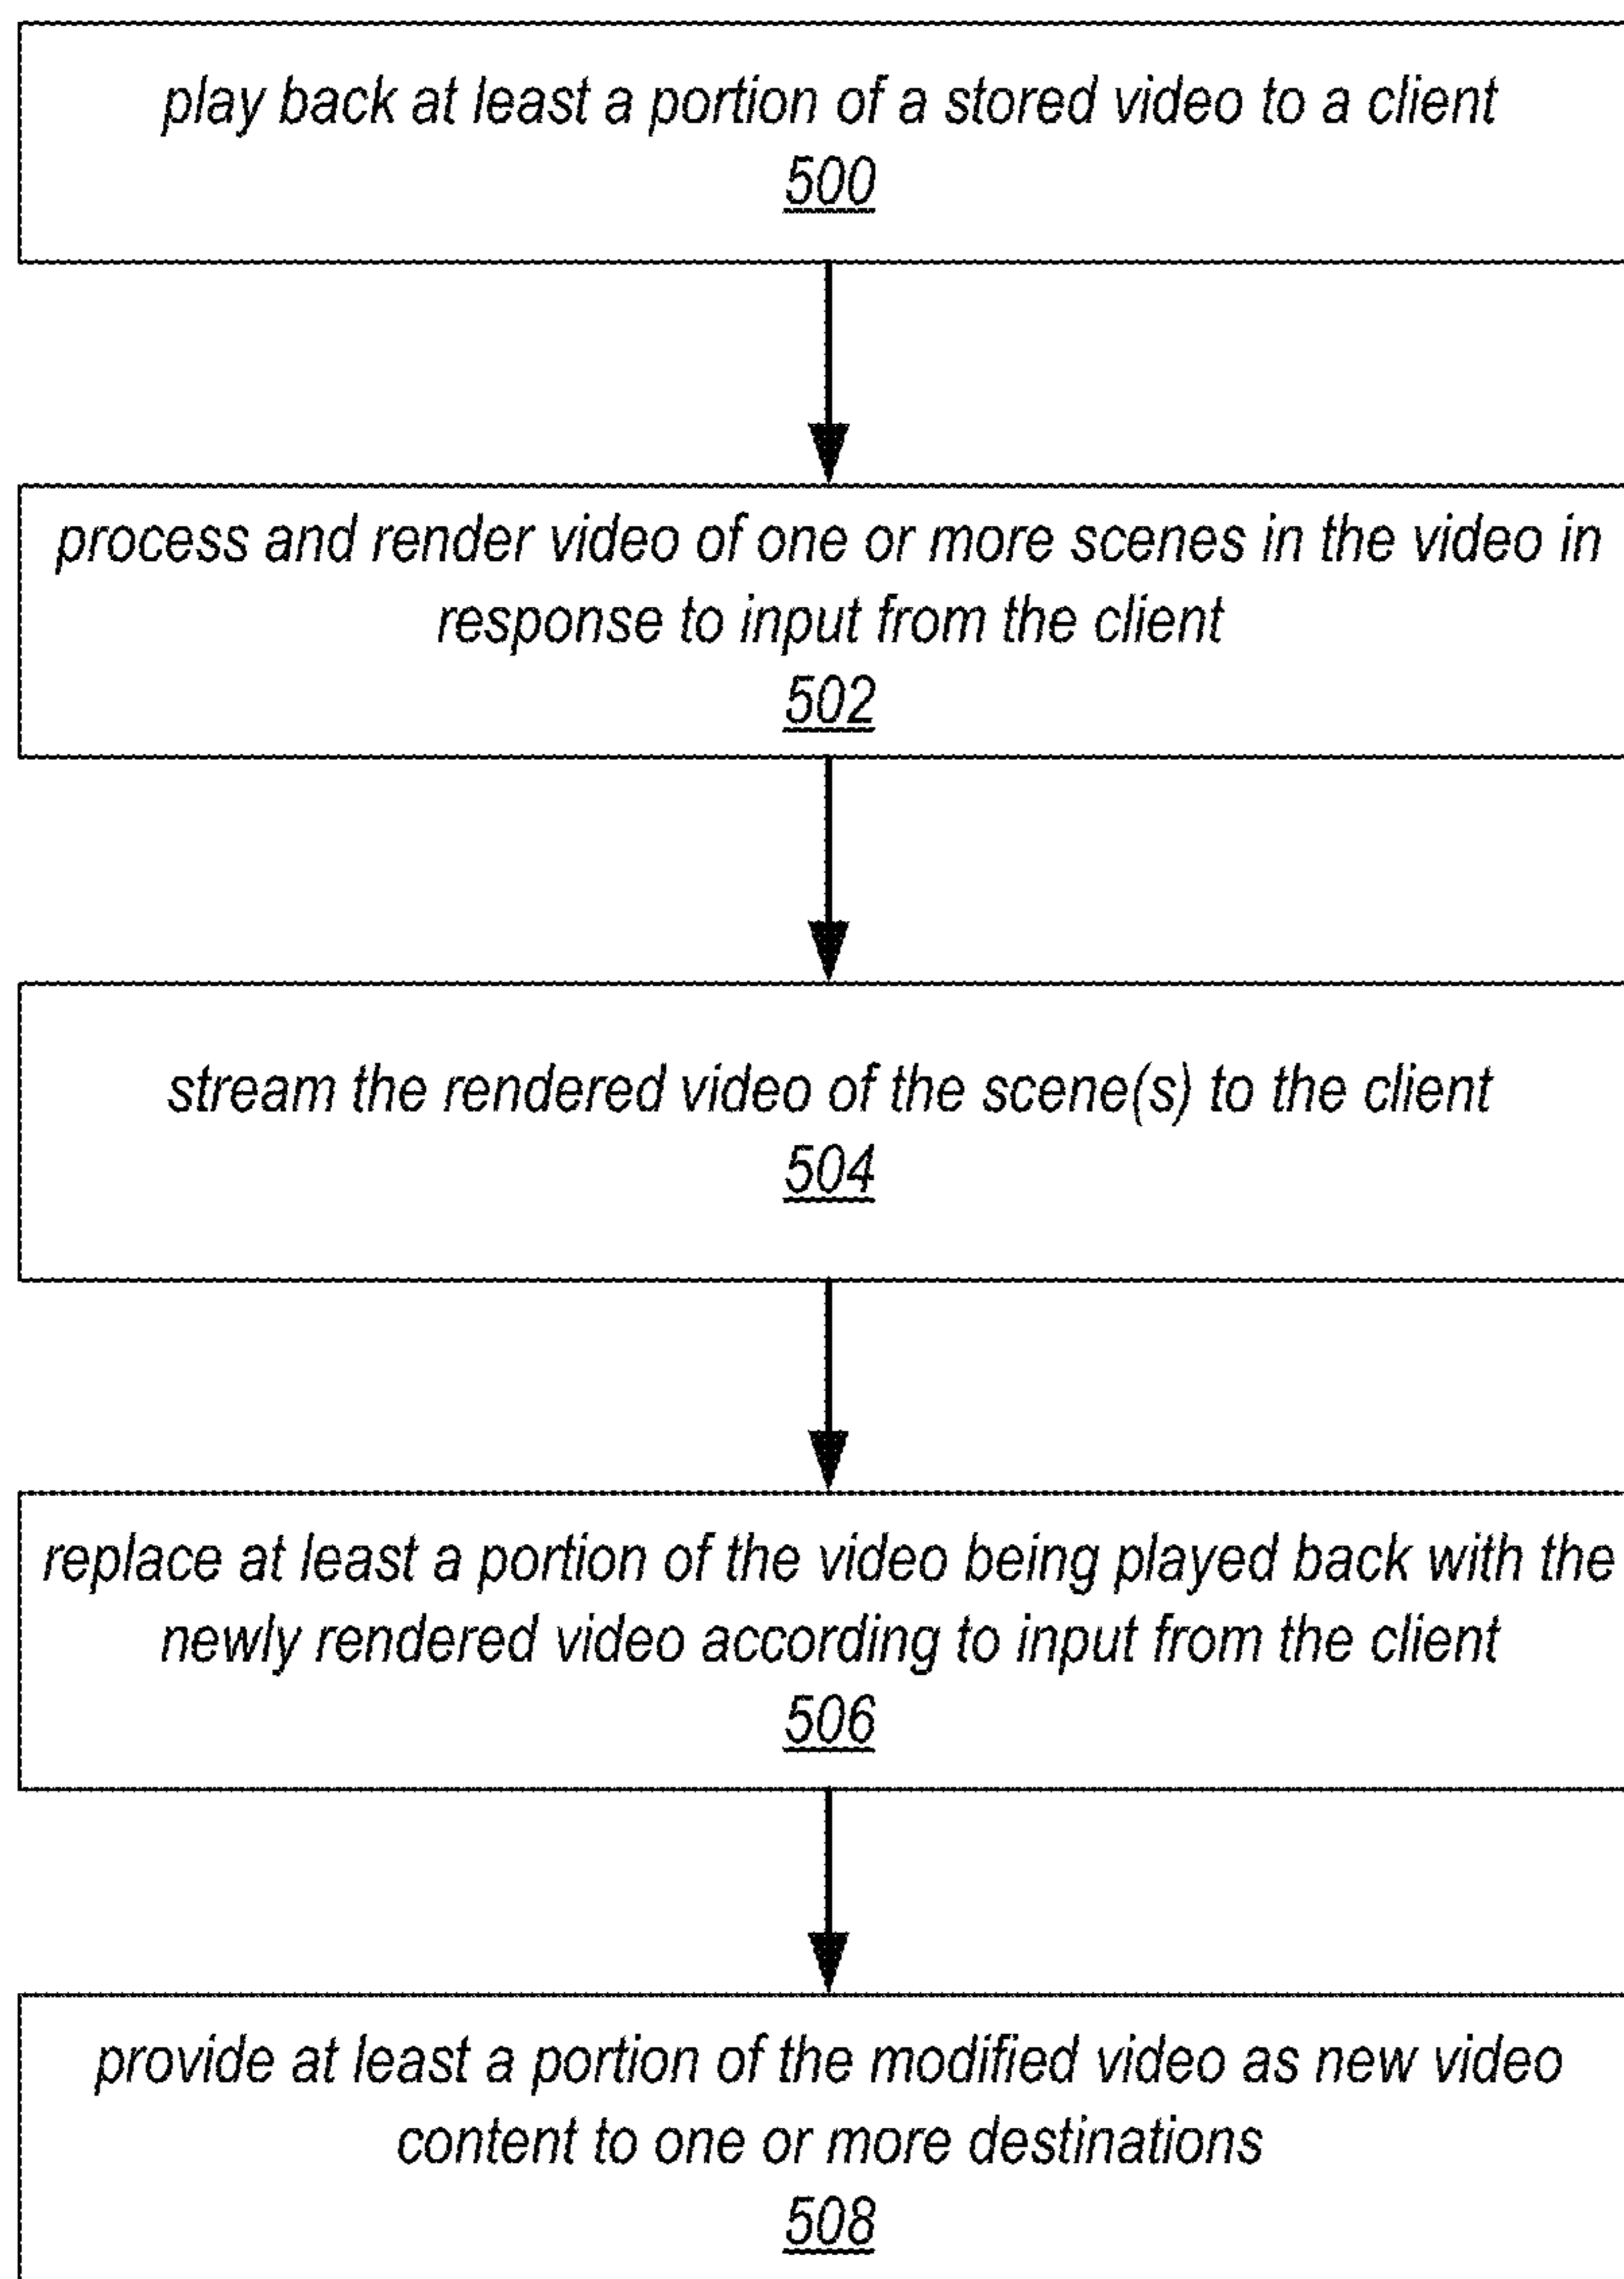 play back at least a portion of a stored video to a client
500
process and render video of one or more scenes in the video in
response to input from the client
502
stream the rendered video of the scene(s) to the client
504
replace at least a portion of the video being played back with the
newly rendered video according to input from the client
506
provide at least a portion of the modified video as new video
content to one or more destinations
508